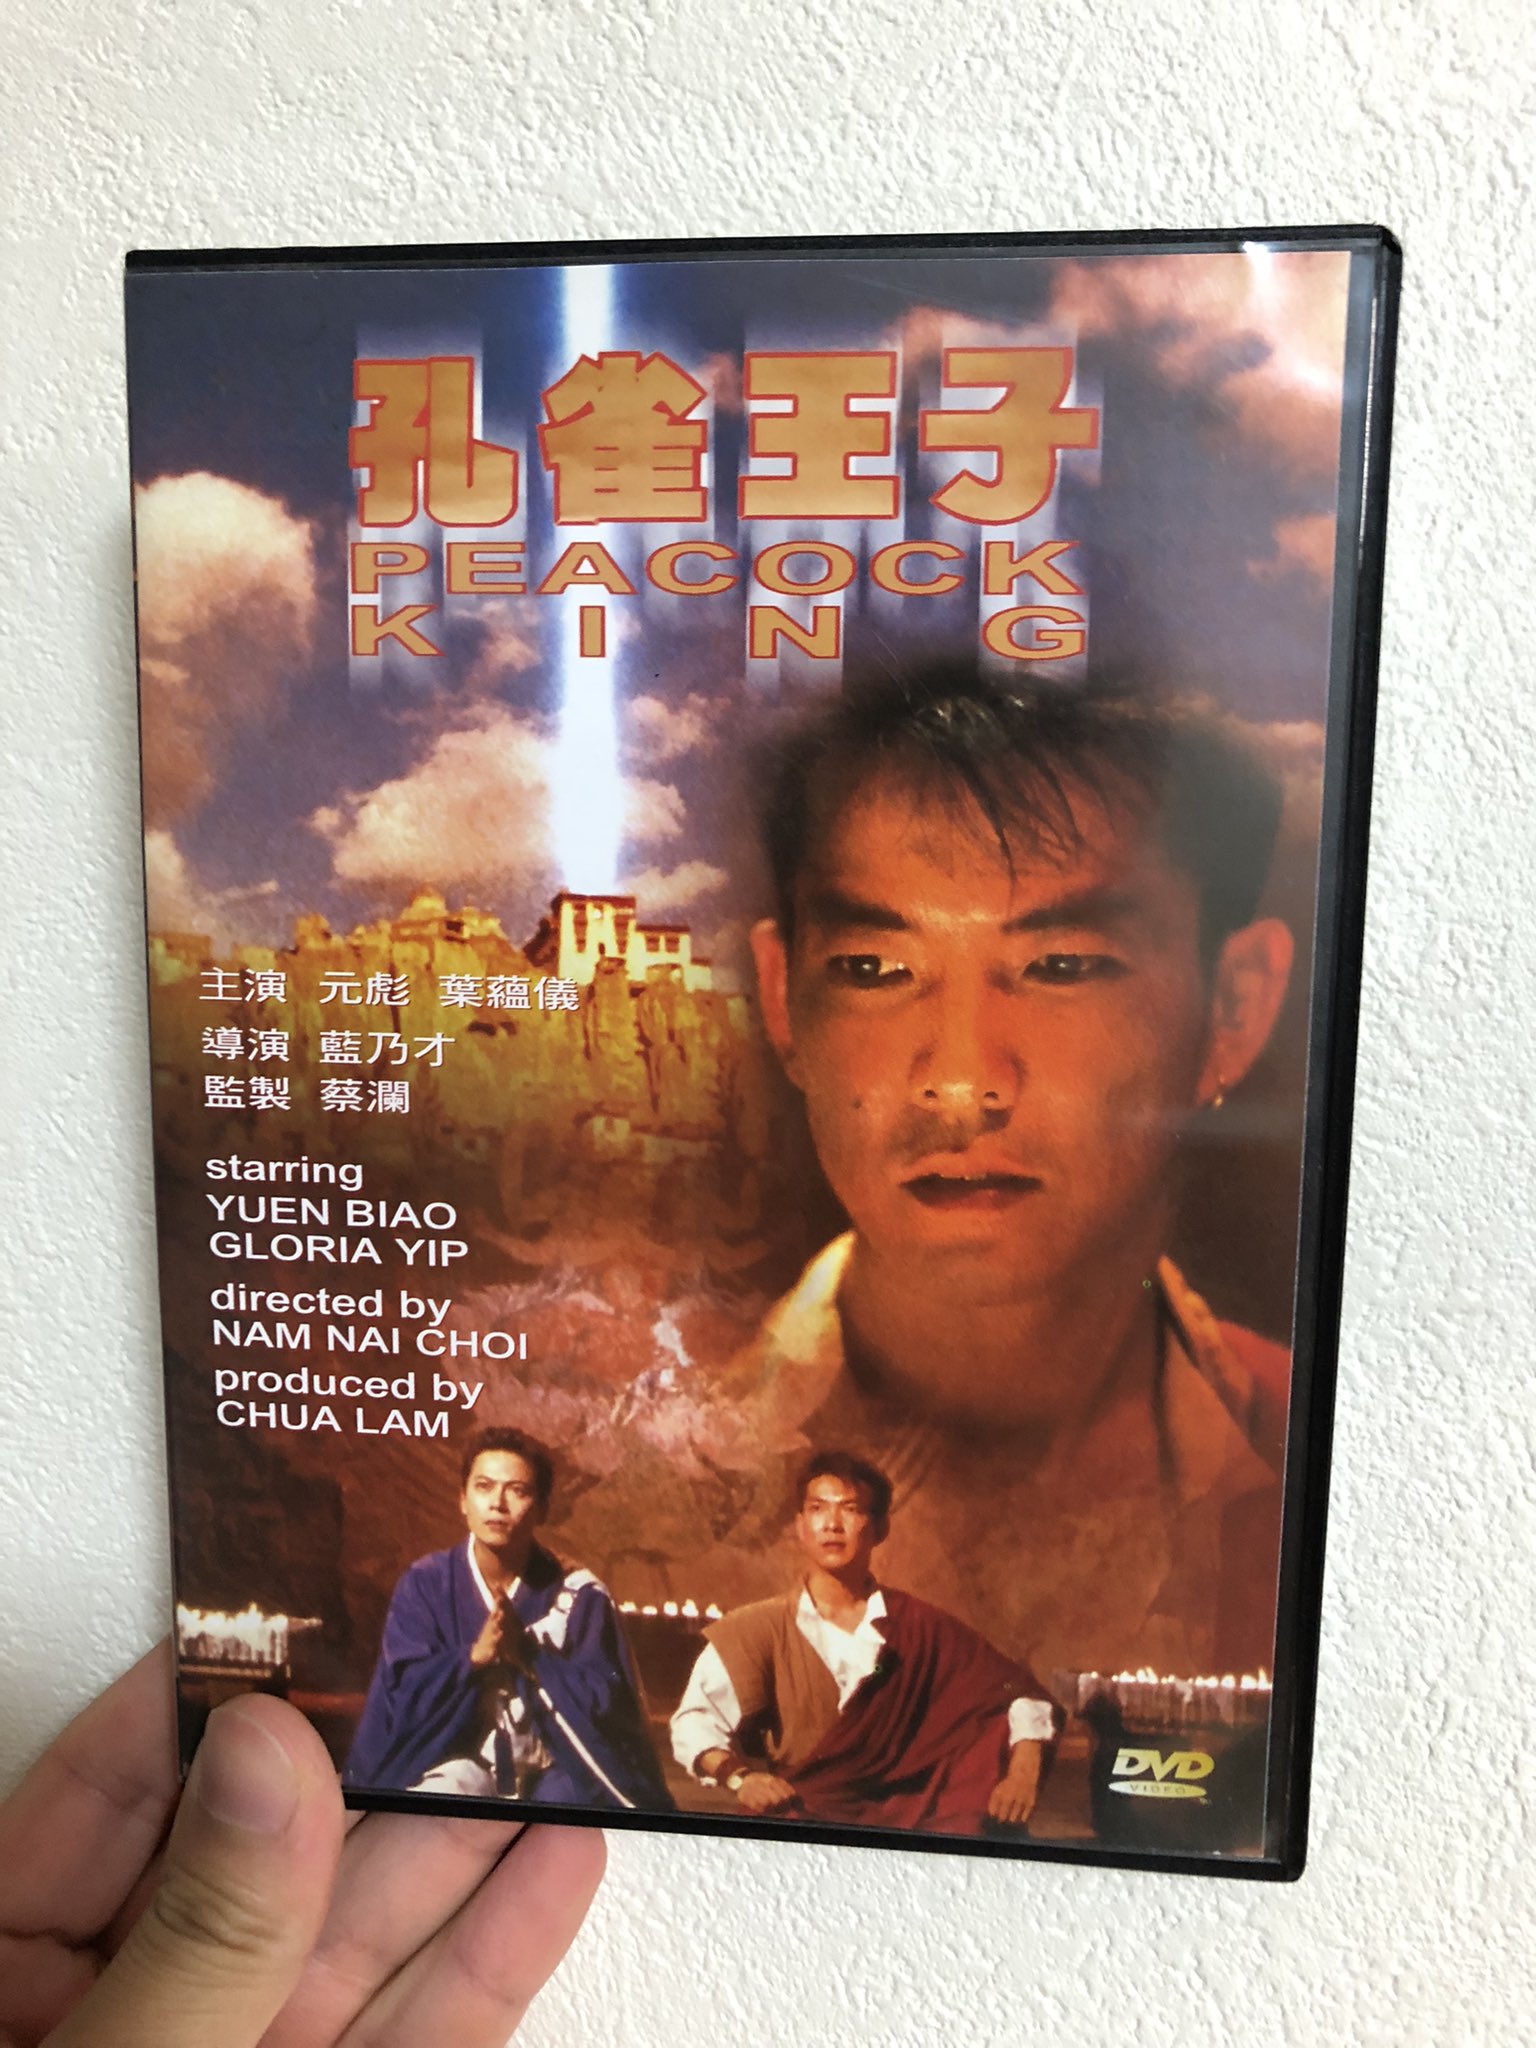 孔雀王子
PEACOCK
KING
主演 元彪 葉蘊儀
導演 藍乃才
監製 蔡瀾
starring
YUEN BIAO
GLORIA YIP
directed by
NAM NAI CHOI
produced by
CHUA LAM
DVD
VIDEO